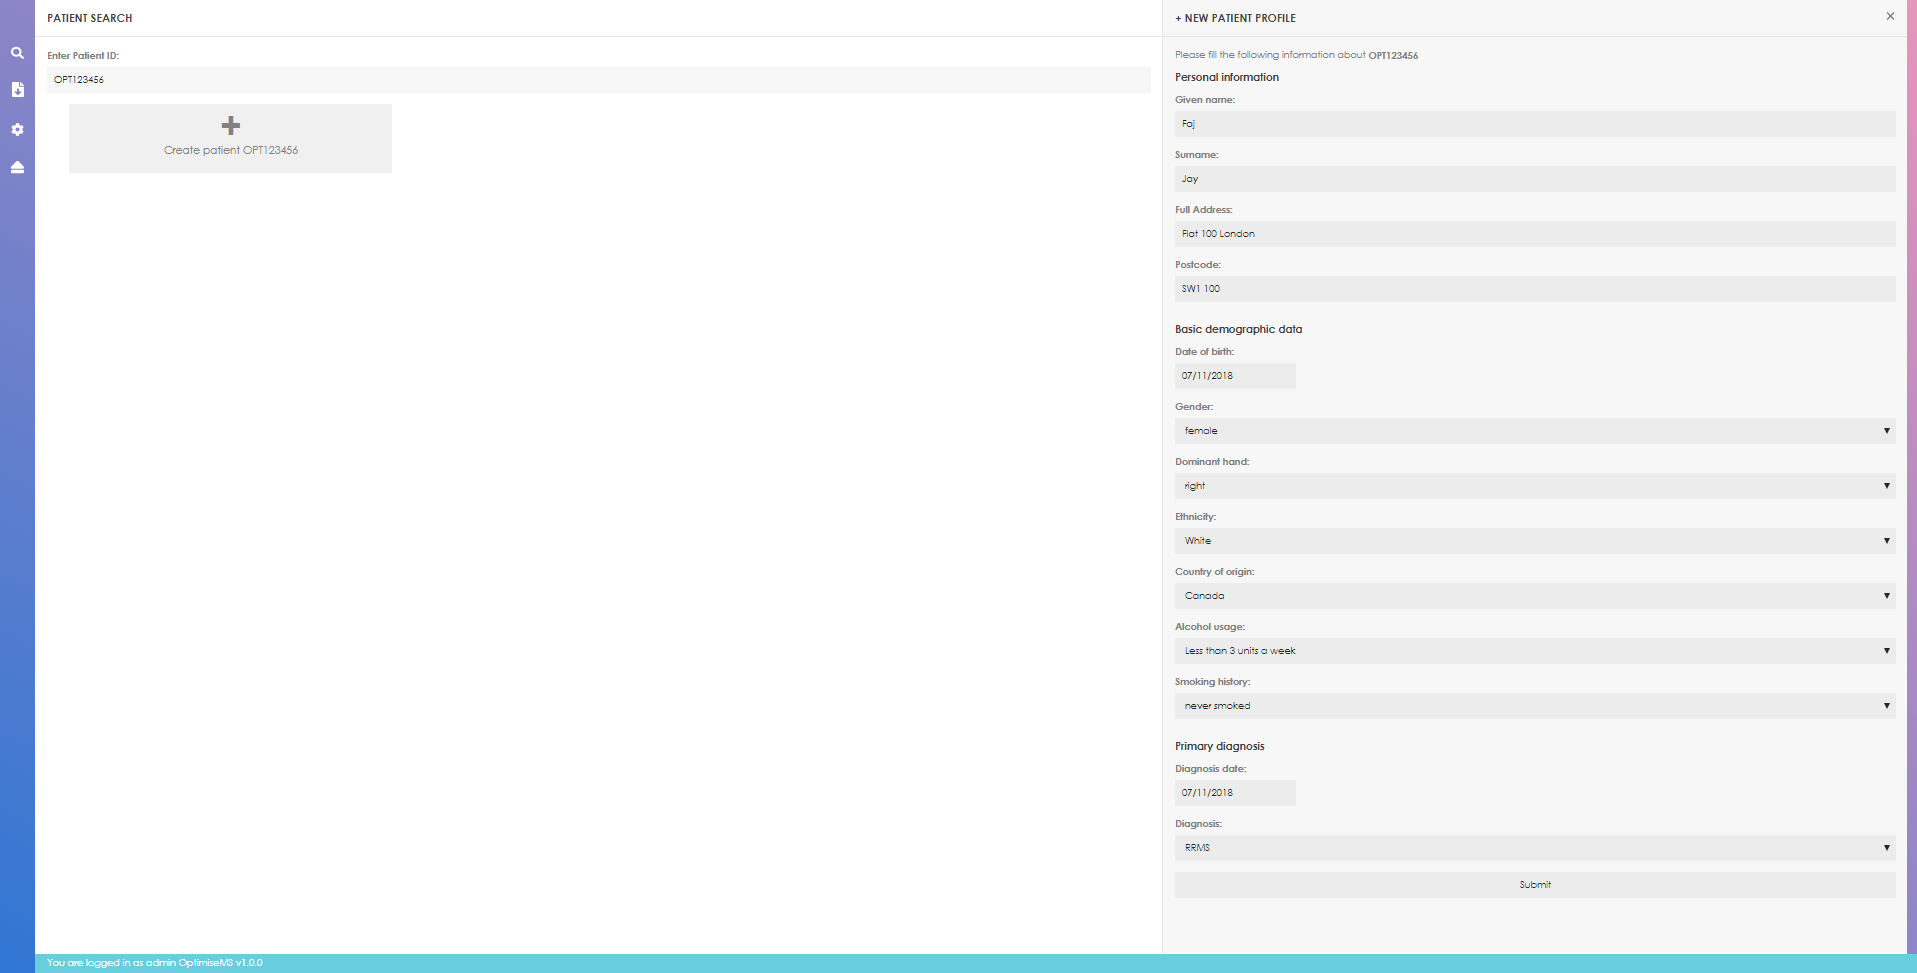 PATIENT SEARCH
Enter Patient ID:
OPT123456
Create patient OPT123456
+ NEW PATIENT PROFILE
Please fill the following information about OPT123456
Personal information
Given name:
Faj
Surname:
Jay
Full Address:
Flat 100 London
Postcode:
SW1 100
Basic demographic data
Date of birth:
07/11/2018
Gender:
female
Dominant hand:
right
Ethnicity:
White
Country of origin:
Canada
Alcohol usage:
Less than 3 units a week
Smoking history:
never smoked
Primary diagnosis
Diagnosis date:
07/11/2018
Diagnosis:
RRMS
Submit
You are logged in as admin OptimiseMS v1.0.0